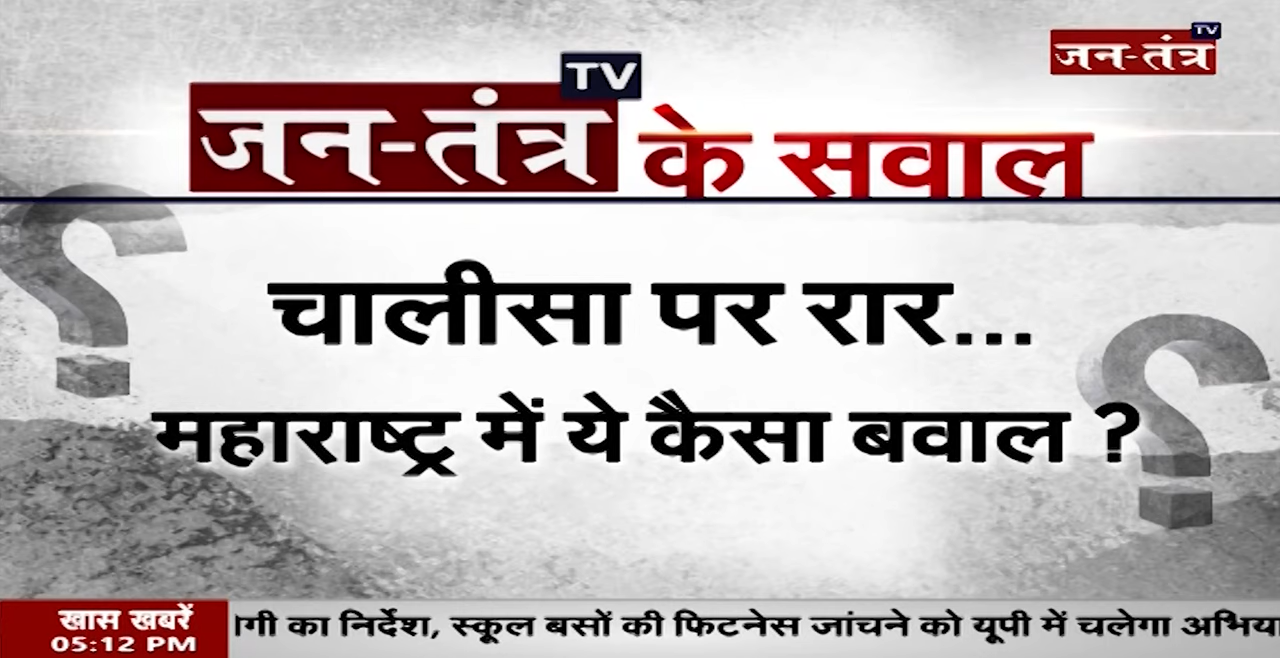 TV
जन-तंत्र
TV
जन-तंत्र के सवाल
चालीसा पर रार...
महाराष्ट्र में ये कैसा बवाल ?
खास खबरें
05:12 PM
का निर्देश, स्कूल बसों की फिटनेस जांचने को यूपी में चलेगा